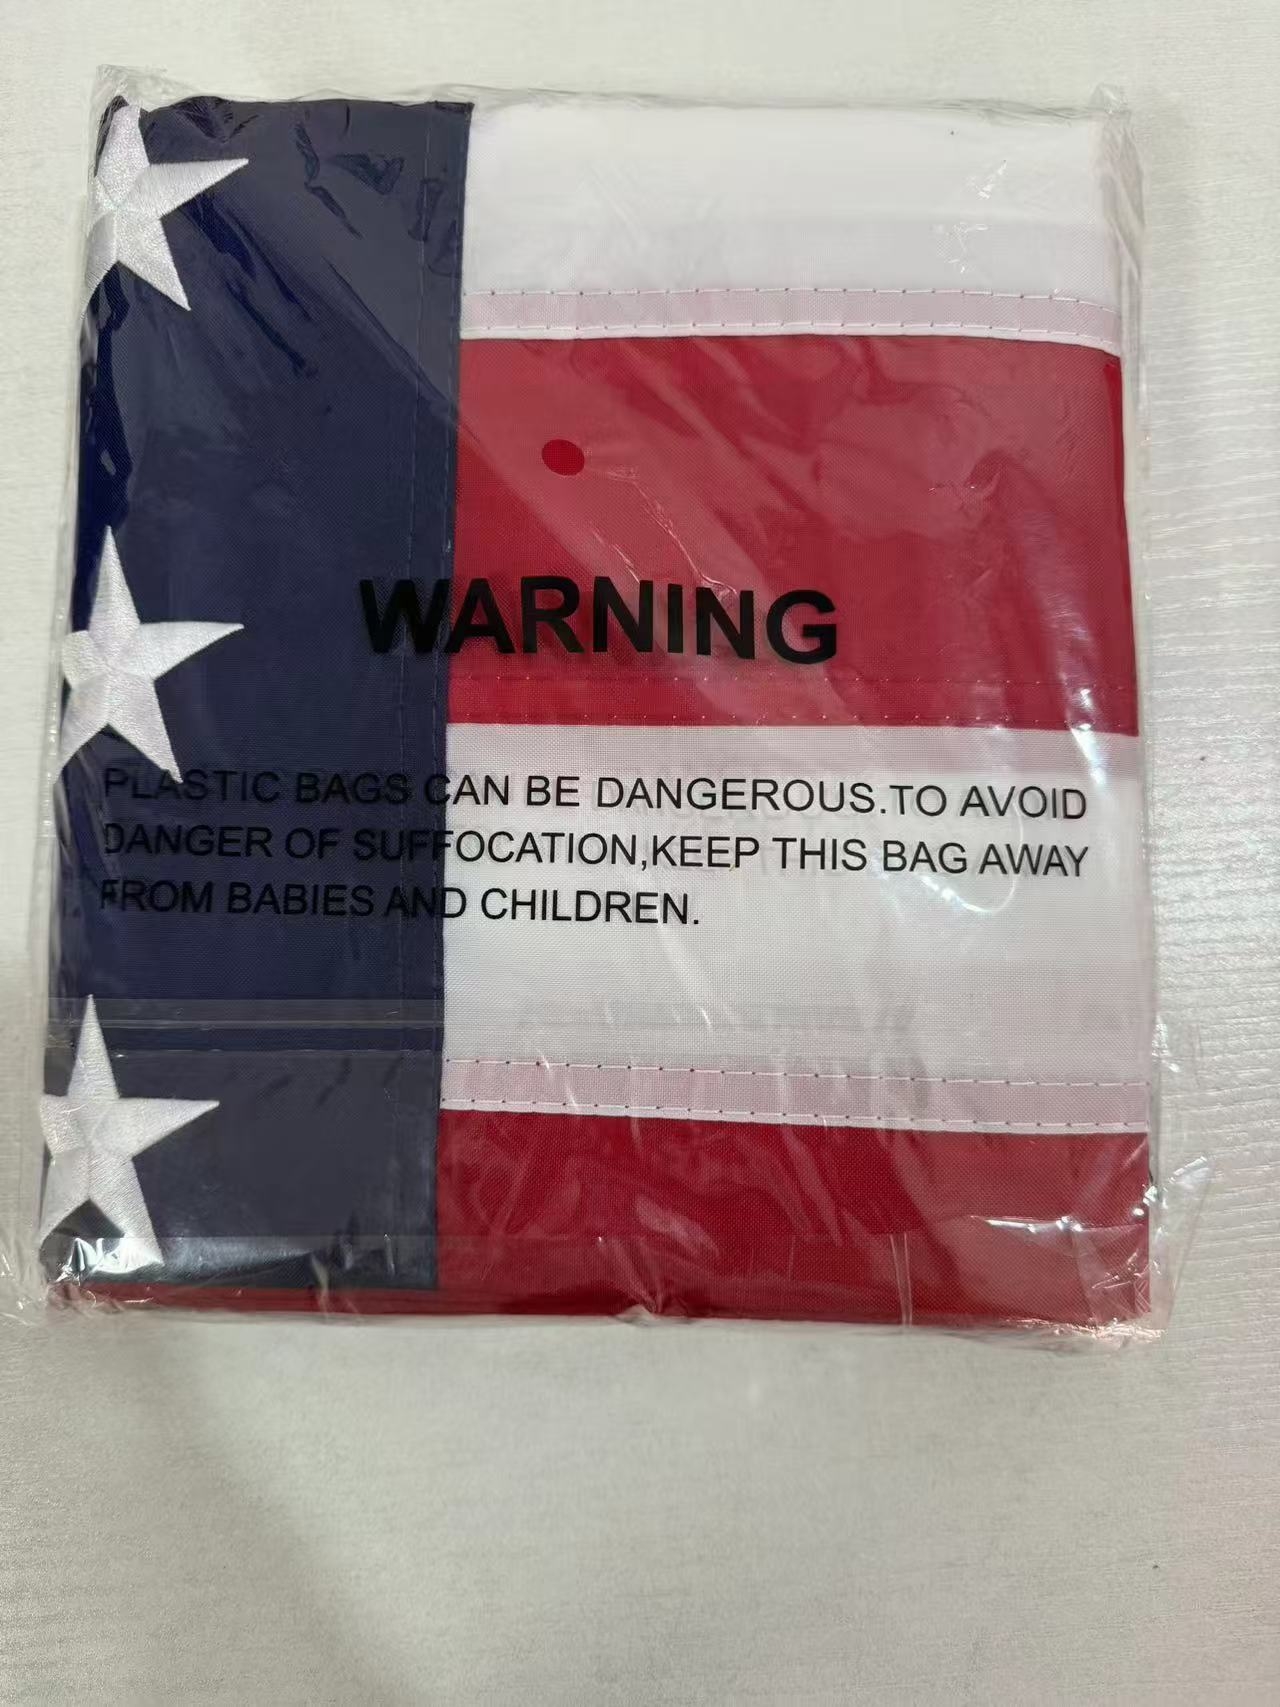 WARNING
PLASTIC BAGS CAN BE DANGEROUS.TO AVOID
DANGER OF SUFFOCATION,KEEP THIS BAG AWAY
FROM BABIES AND CHILDREN.